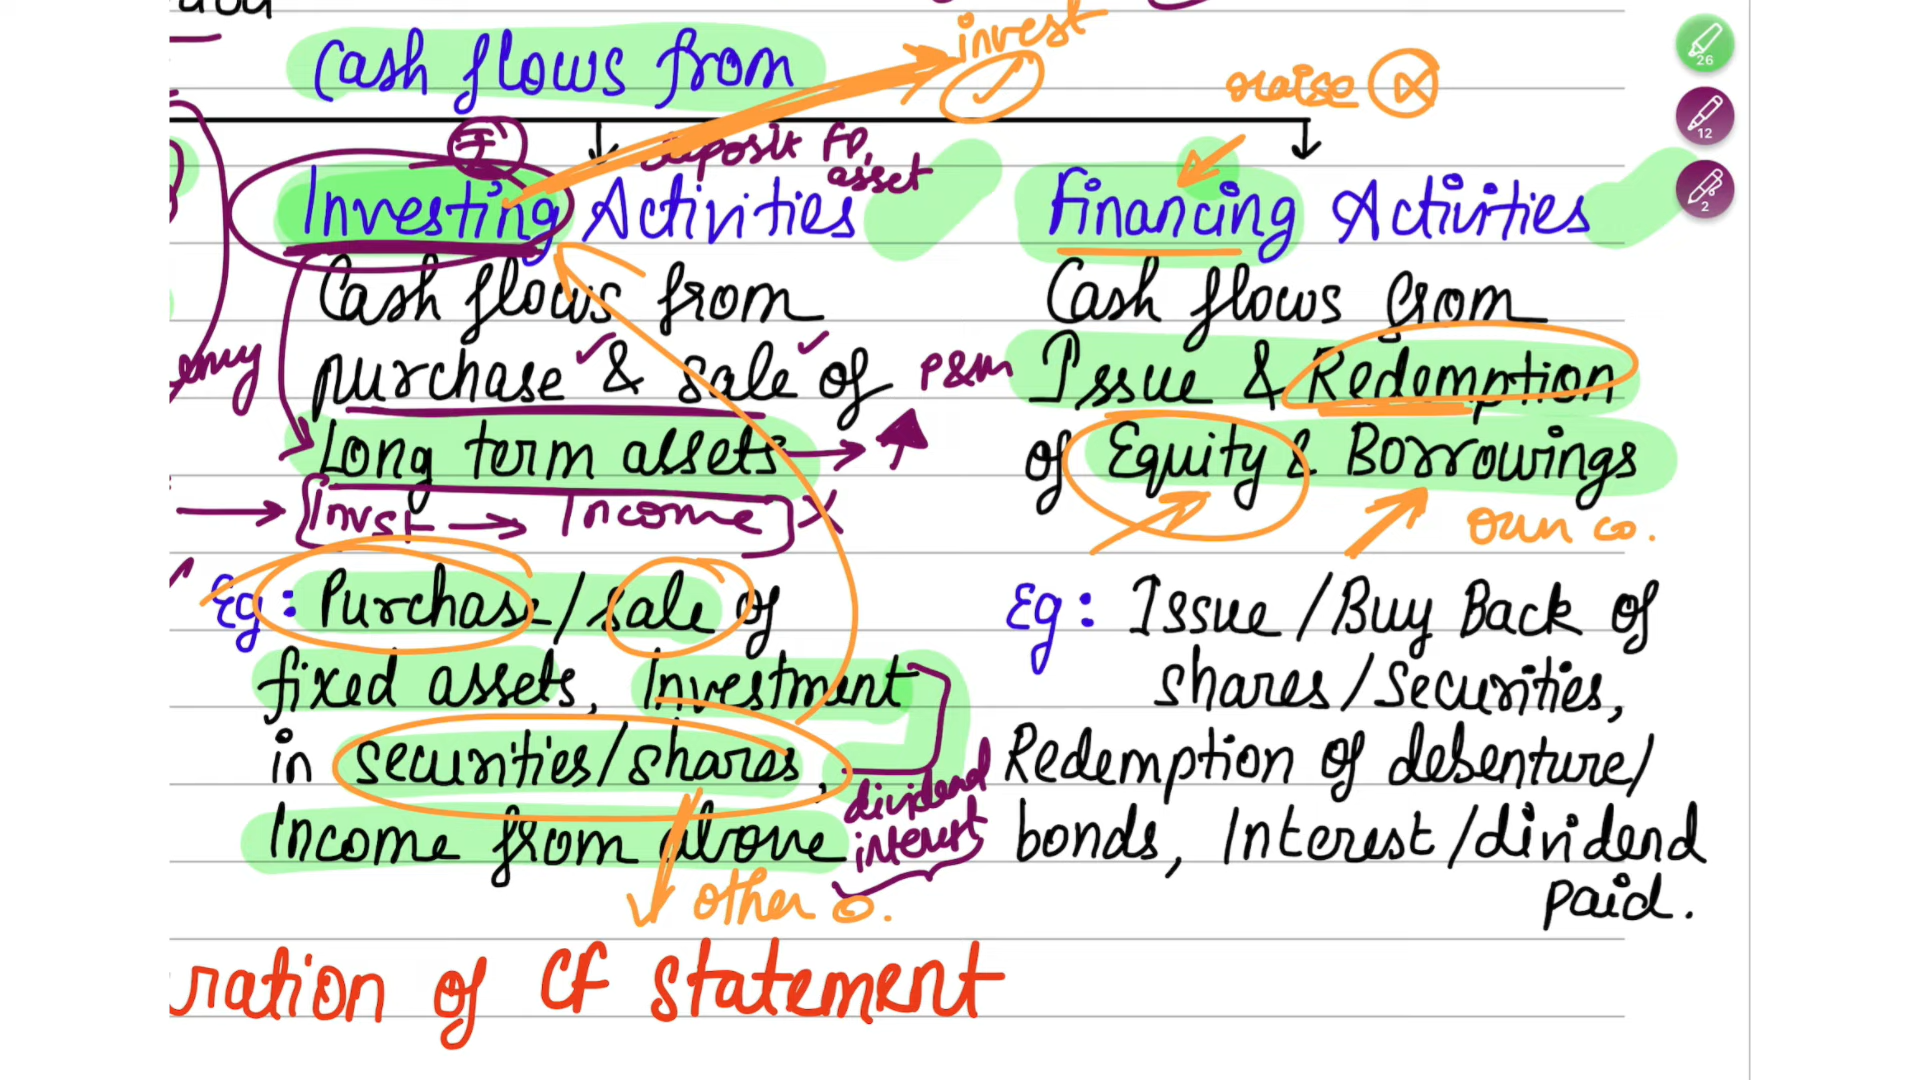 Cash flows from
invest
raise
deposit FD,
asset
Investing Activities
Cash flows from
purchase & sale of
P&M
Long term assets
Invst → Income
Eg: Purchase/sale of
fixed assets, Investment
in securities/shares,
Income from above
dividend
interest
other co.
Financing Activities
Cash flows from
Issue & Redemption
of Equity & Borrowings
own co.
Eg: Issue/Buy Back of
shares/securities,
Redemption of debenture/
bonds, Interest/dividend
paid.
ration of CF statement
26
12
2